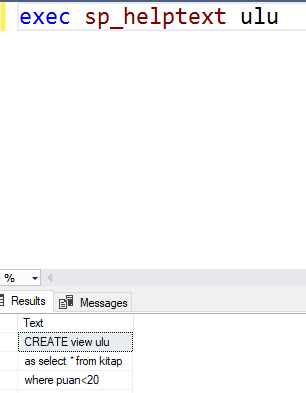 exec sp_helptext ulu
%
Results Messages
Text
CREATE view ulu
as select * from kitap
where puan<20